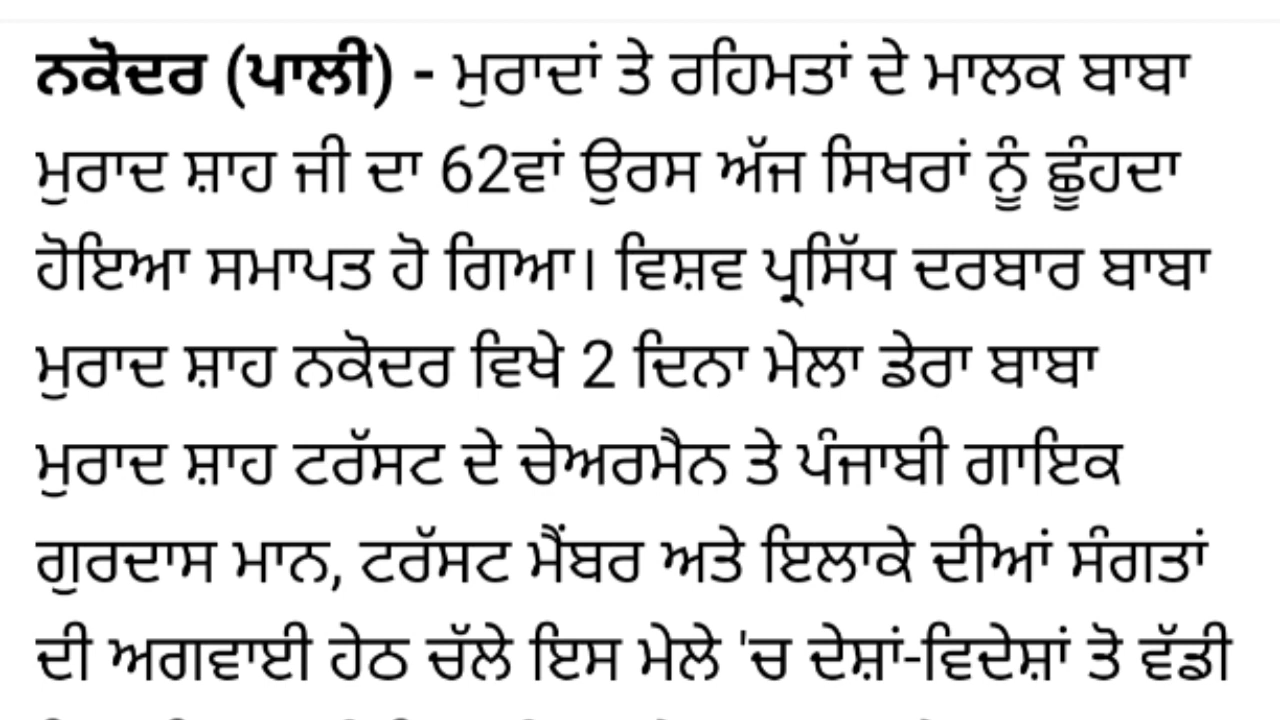 ਨਕੋਦਰ (ਪਾਲੀ) - ਮੁਰਾਦਾਂ ਤੇ ਰਹਿਮਤਾਂ ਦੇ ਮਾਲਕ ਬਾਬਾ
ਮੁਰਾਦ ਸ਼ਾਹ ਜੀ ਦਾ 62ਵਾਂ ਉਰਸ ਅੱਜ ਸਿਖਰਾਂ ਨੂੰ ਛੂੰਹਦਾ
ਹੋਇਆ ਸਮਾਪਤ ਹੋ ਗਿਆ। ਵਿਸ਼ਵ ਪ੍ਰਸਿੱਧ ਦਰਬਾਰ ਬਾਬਾ
ਮੁਰਾਦ ਸ਼ਾਹ ਨਕੋਦਰ ਵਿਖੇ 2 ਦਿਨਾ ਮੇਲਾ ਡੇਰਾ ਬਾਬਾ
ਮੁਰਾਦ ਸ਼ਾਹ ਟਰੱਸਟ ਦੇ ਚੇਅਰਮੈਨ ਤੇ ਪੰਜਾਬੀ ਗਾਇਕ
ਗੁਰਦਾਸ ਮਾਨ, ਟਰੱਸਟ ਮੈਂਬਰ ਅਤੇ ਇਲਾਕੇ ਦੀਆਂ ਸੰਗਤਾਂ
ਦੀ ਅਗਵਾਈ ਹੇਠ ਚੱਲੇ ਇਸ ਮੇਲੇ 'ਚ ਦੇਸ਼ਾਂ-ਵਿਦੇਸ਼ਾਂ ਤੋ ਵੱਡੀ